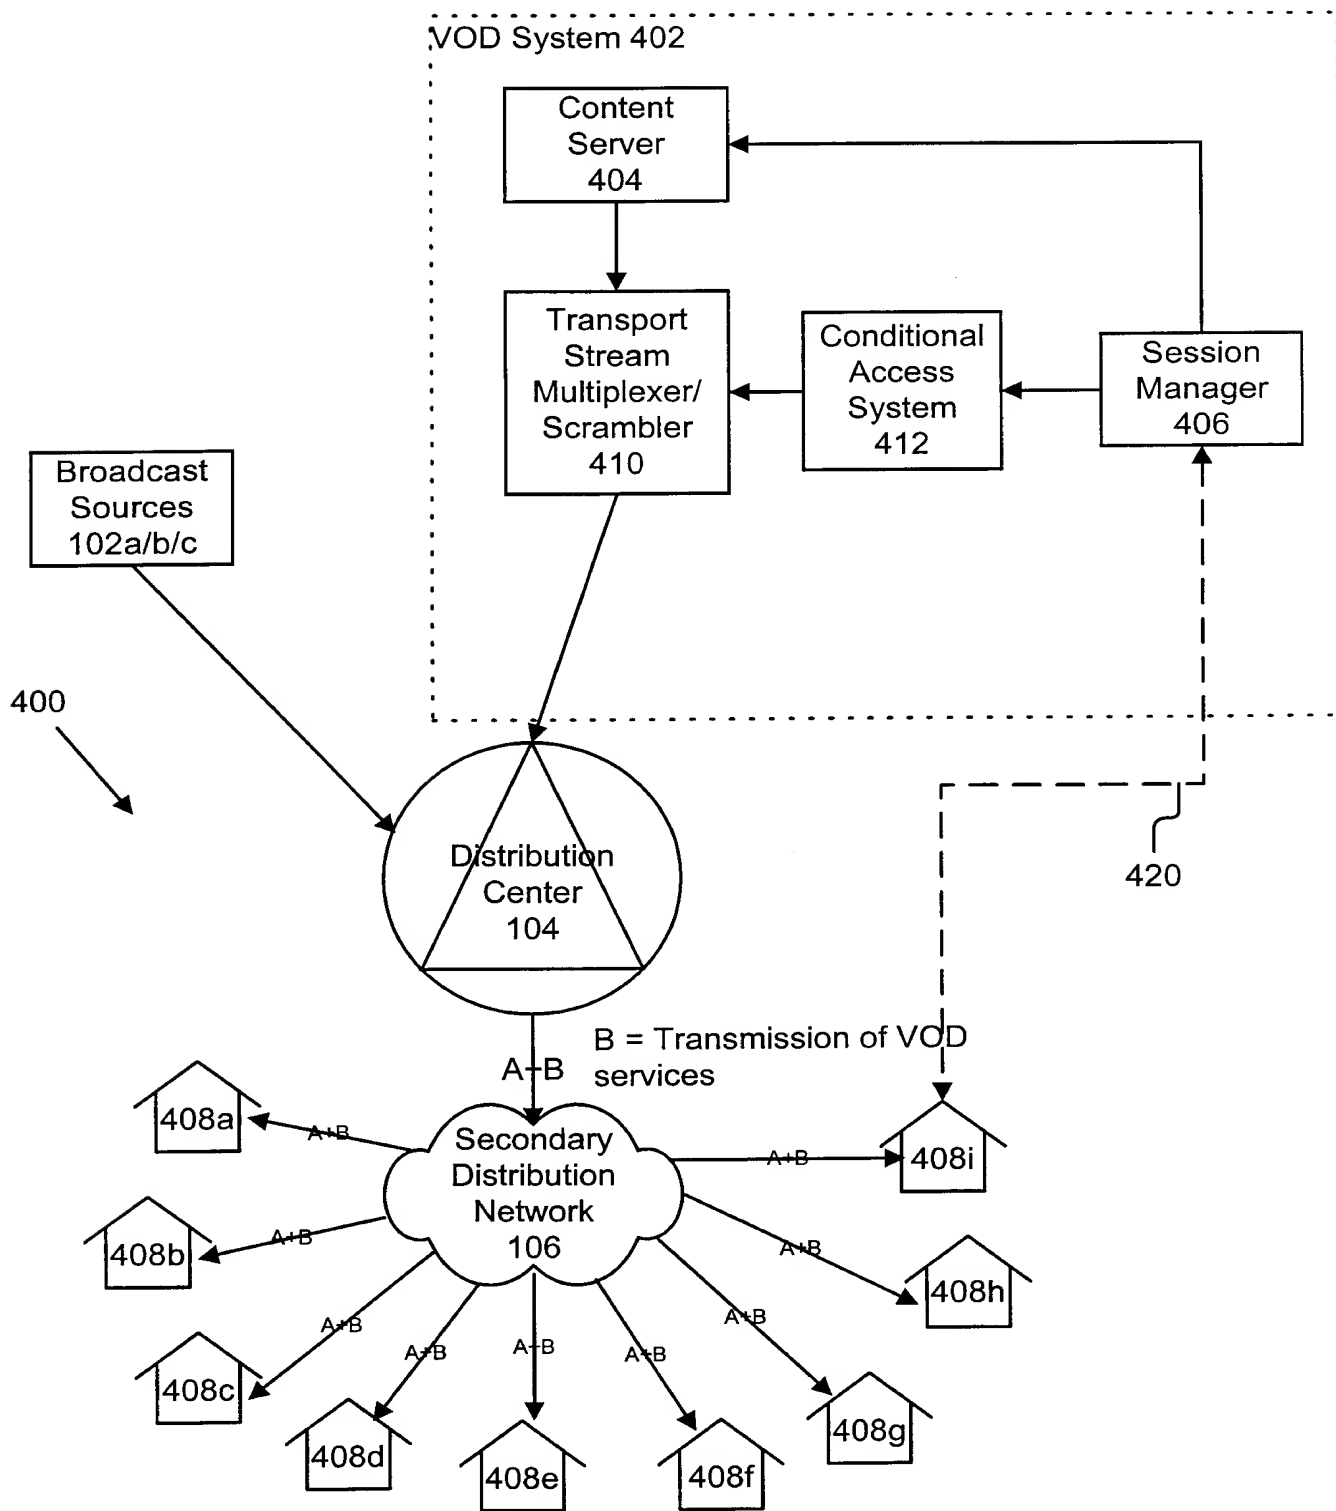 VOD System 402
Content
Server
404
Transport
Stream
Multiplexer/
Scrambler
410
Conditional
Access
System
412
Session
Manager
406
Broadcast
Sources
102a/b/c
400
Distribution
Center
104
420
B = Transmission of VOD
services
A+B
Secondary
Distribution
Network
106
408a
A+B
408b
A+B
408c
A+B
408d
A+B
408e
A+B
408f
A+B
408g
A+B
408h
A+B
408i
A+B